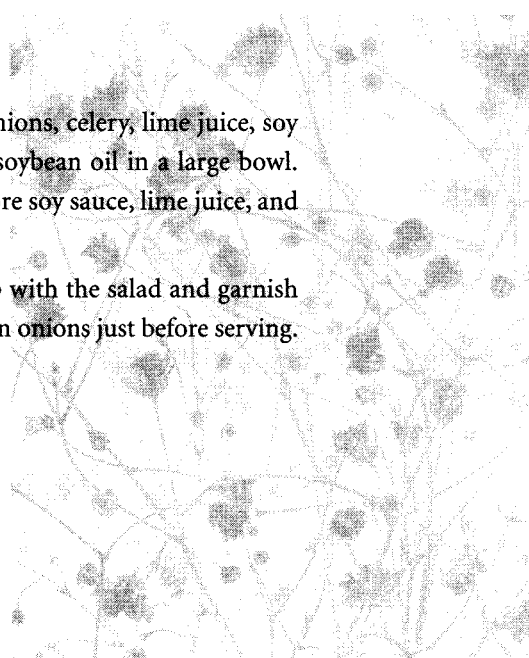 nions, celery, lime juice, soy
soybean oil in a large bowl.
re soy sauce, lime juice, and
with the salad and garnish
n onions just before serving.